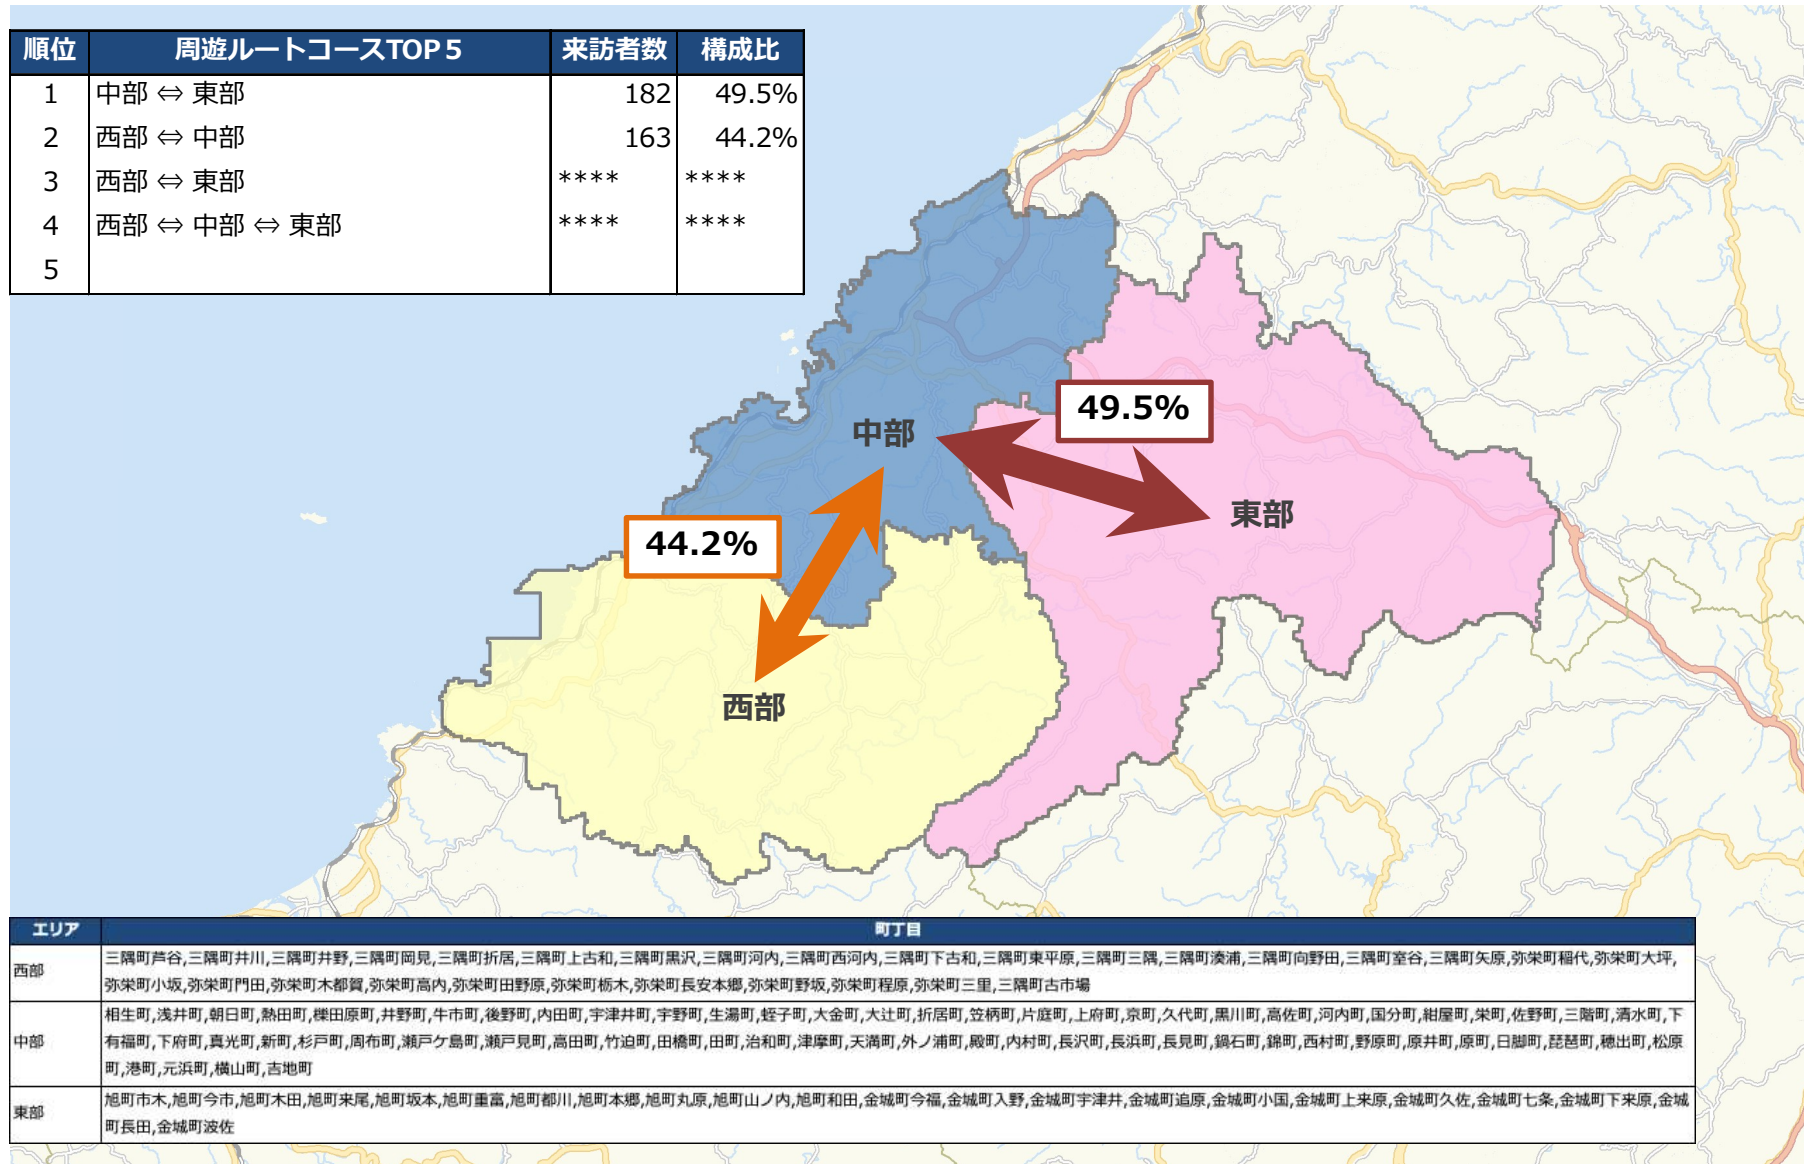 順位 周遊ルートコースTOP5 来訪者数 構成比
1 中部 ⇔ 東部 182 49.5%
2 西部 ⇔ 中部 163 44.2%
3 西部 ⇔ 東部 **** ****
4 西部 ⇔ 中部 ⇔ 東部 **** ****
5
49.5%
中部
東部
44.2%
西部
エリア 町丁目
西部 三隅町芦谷,三隅町井川,三隅町井野,三隅町岡見,三隅町折居,三隅町上古和,三隅町黒沢,三隅町河内,三隅町西河内,三隅町下古和,三隅町東平原,三隅町三隅,三隅町湊浦,三隅町向野田,三隅町室谷,三隅町矢原,弥栄町稲代,弥栄町大坪,
弥栄町小坂,弥栄町門田,弥栄町木都賀,弥栄町高内,弥栄町田野原,弥栄町栃木,弥栄町長安本郷,弥栄町野坂,弥栄町程原,弥栄町三里,三隅町古市場
中部 相生町,浅井町,朝日町,熱田町,櫟田原町,井野町,牛市町,後野町,内田町,宇津井町,宇野町,生湯町,蛭子町,大金町,大辻町,折居町,笠柄町,片庭町,上府町,京町,久代町,黒川町,高佐町,河内町,国分町,紺屋町,栄町,佐野町,三階町,清水町,下
有福町,下府町,真光町,新町,杉戸町,周布町,瀬戸ケ島町,瀬戸見町,高田町,竹迫町,田橋町,田町,治和町,津摩町,天満町,外ノ浦町,殿町,内村町,長沢町,長浜町,長見町,鍋石町,錦町,西村町,野原町,原井町,原町,日脚町,琵琶町,穂出町,松原
町,港町,元浜町,横山町,吉地町
東部 旭町市木,旭町今市,旭町木田,旭町来尾,旭町坂本,旭町重富,旭町都川,旭町本郷,旭町丸原,旭町山ノ内,旭町和田,金城町今福,金城町入野,金城町宇津井,金城町追原,金城町小国,金城町上来原,金城町久佐,金城町七条,金城町下来原,金城
町長田,金城町波佐